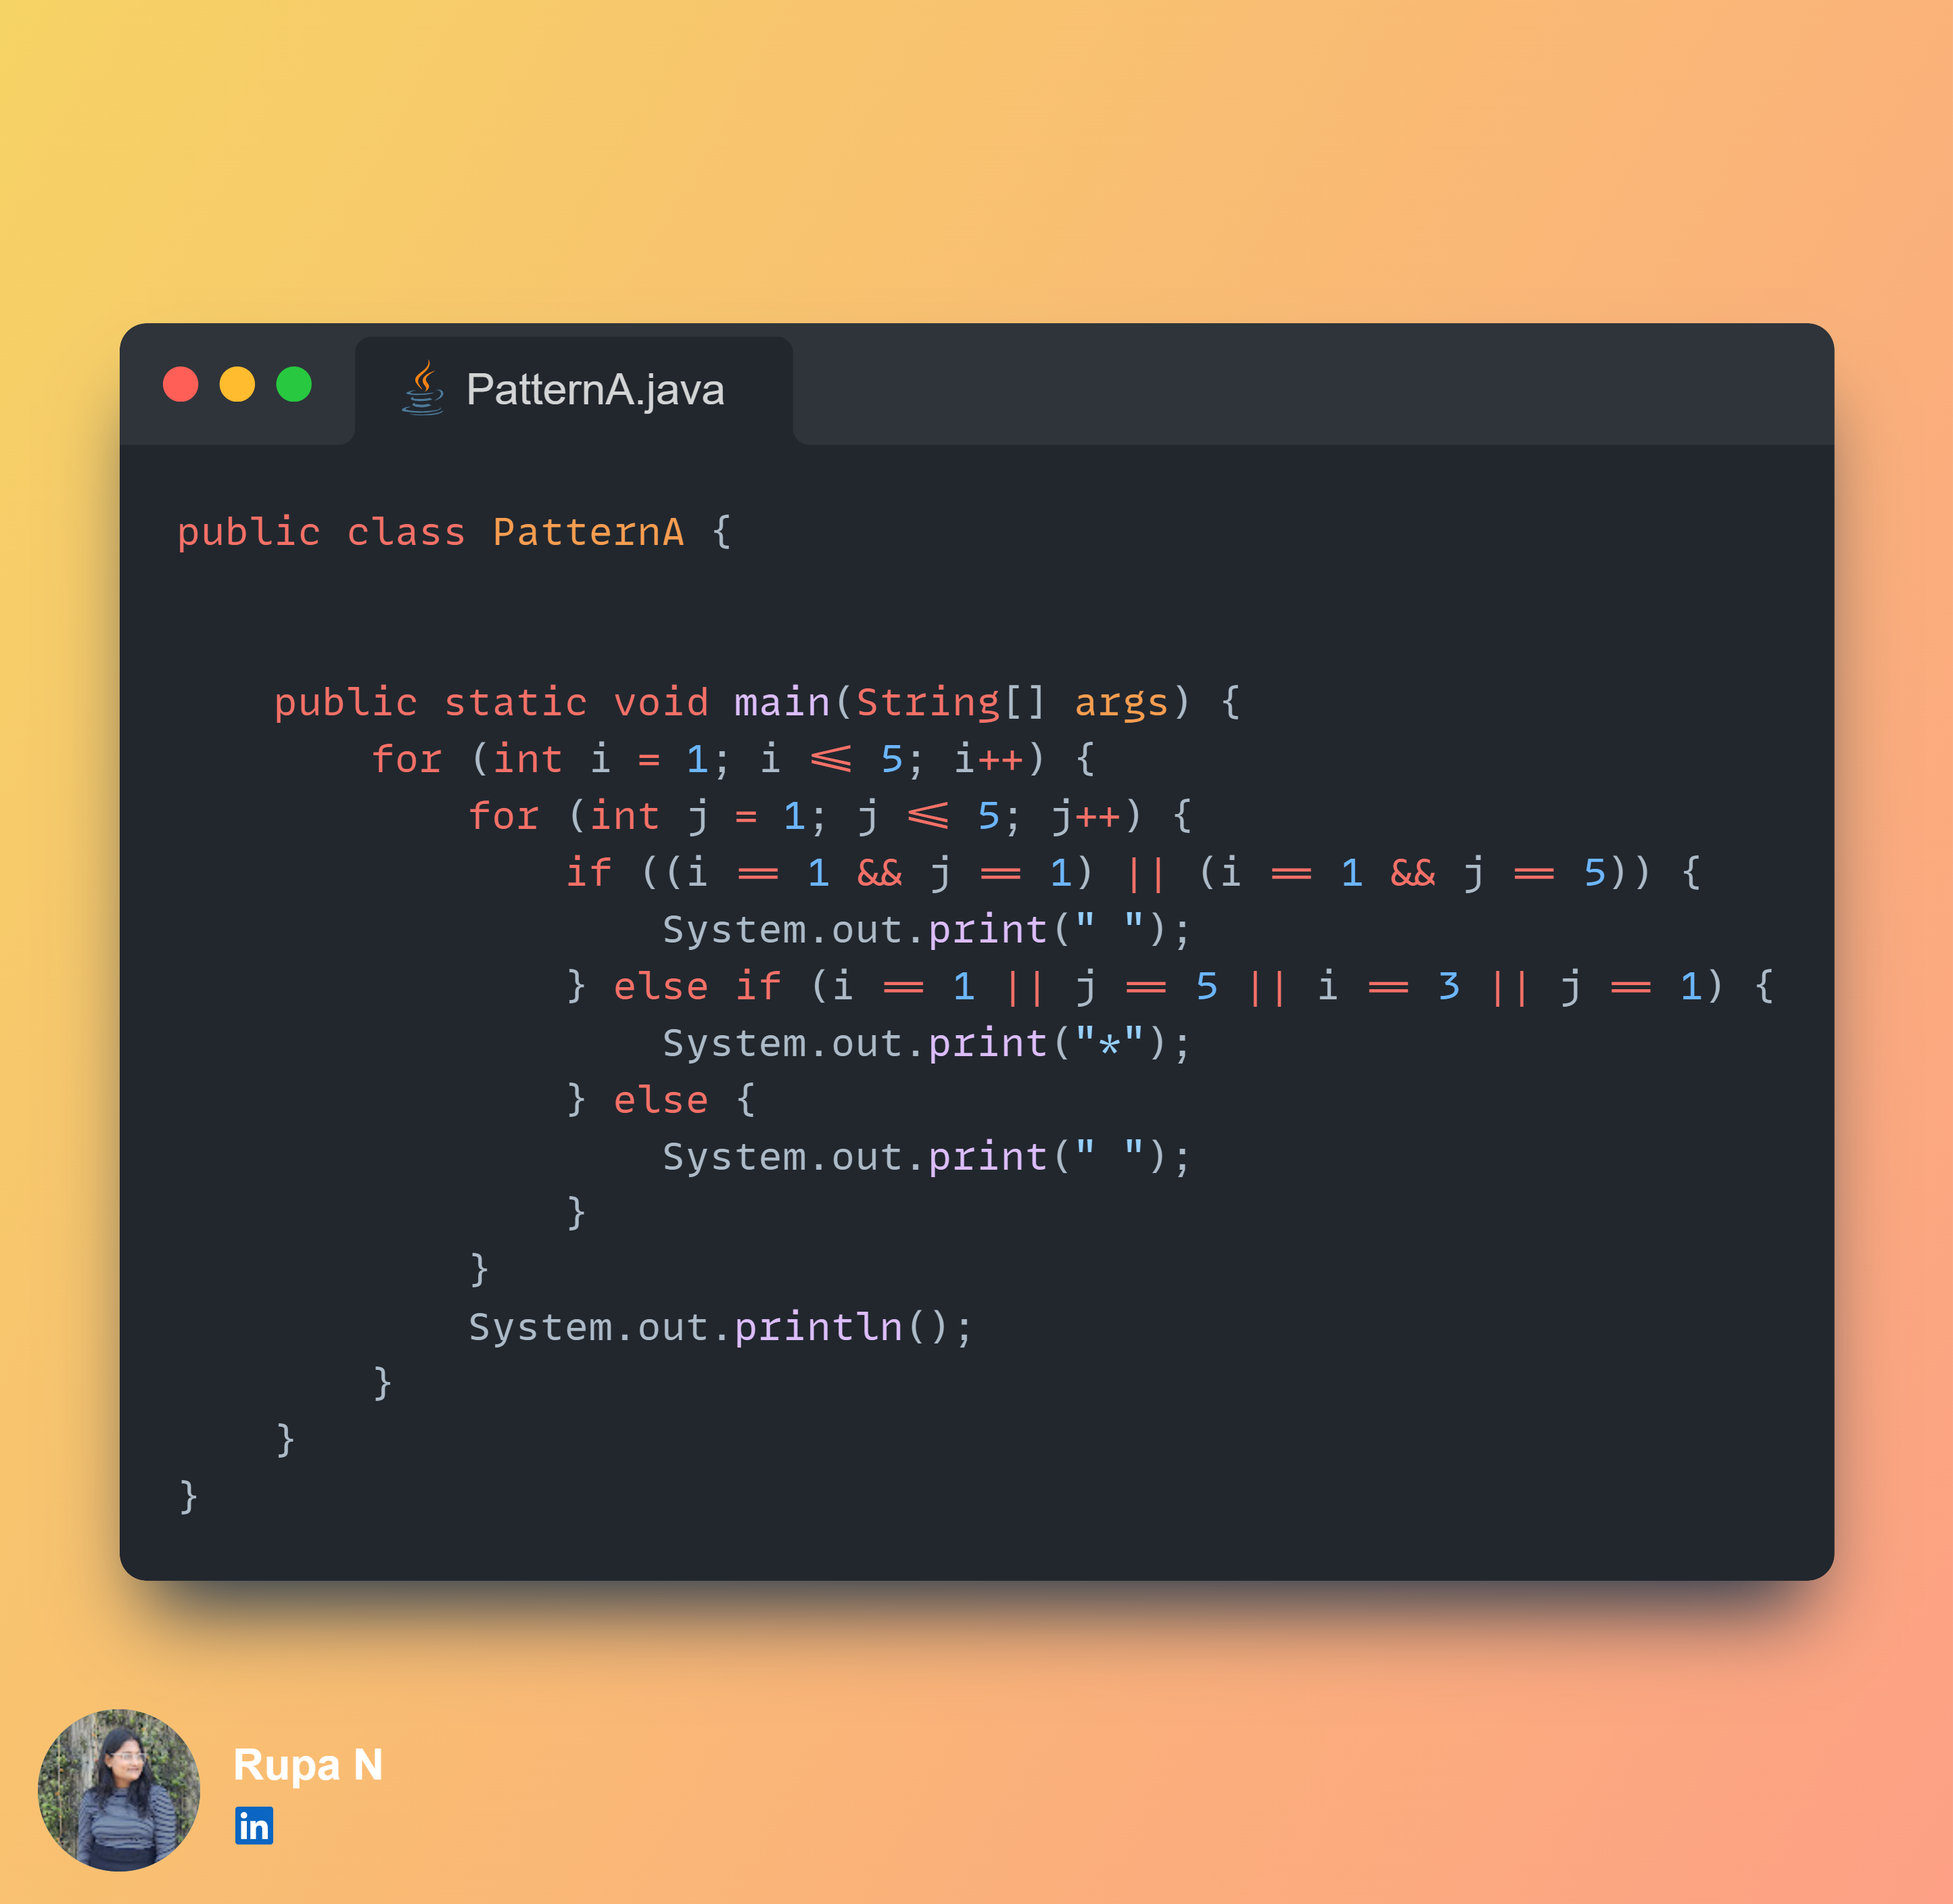 PatternA.java
public class PatternA {
    public static void main(String[] args) {
        for (int i = 1; i <= 5; i++) {
            for (int j = 1; j <= 5; j++) {
                if ((i == 1 && j == 1) || (i == 1 && j == 5)) {
                    System.out.print(" ");
                } else if (i == 1 || j == 5 || i == 3 || j == 1) {
                    System.out.print("*");
                } else {
                    System.out.print(" ");
                }
            }
            System.out.println();
        }
    }
}
Rupa N
in